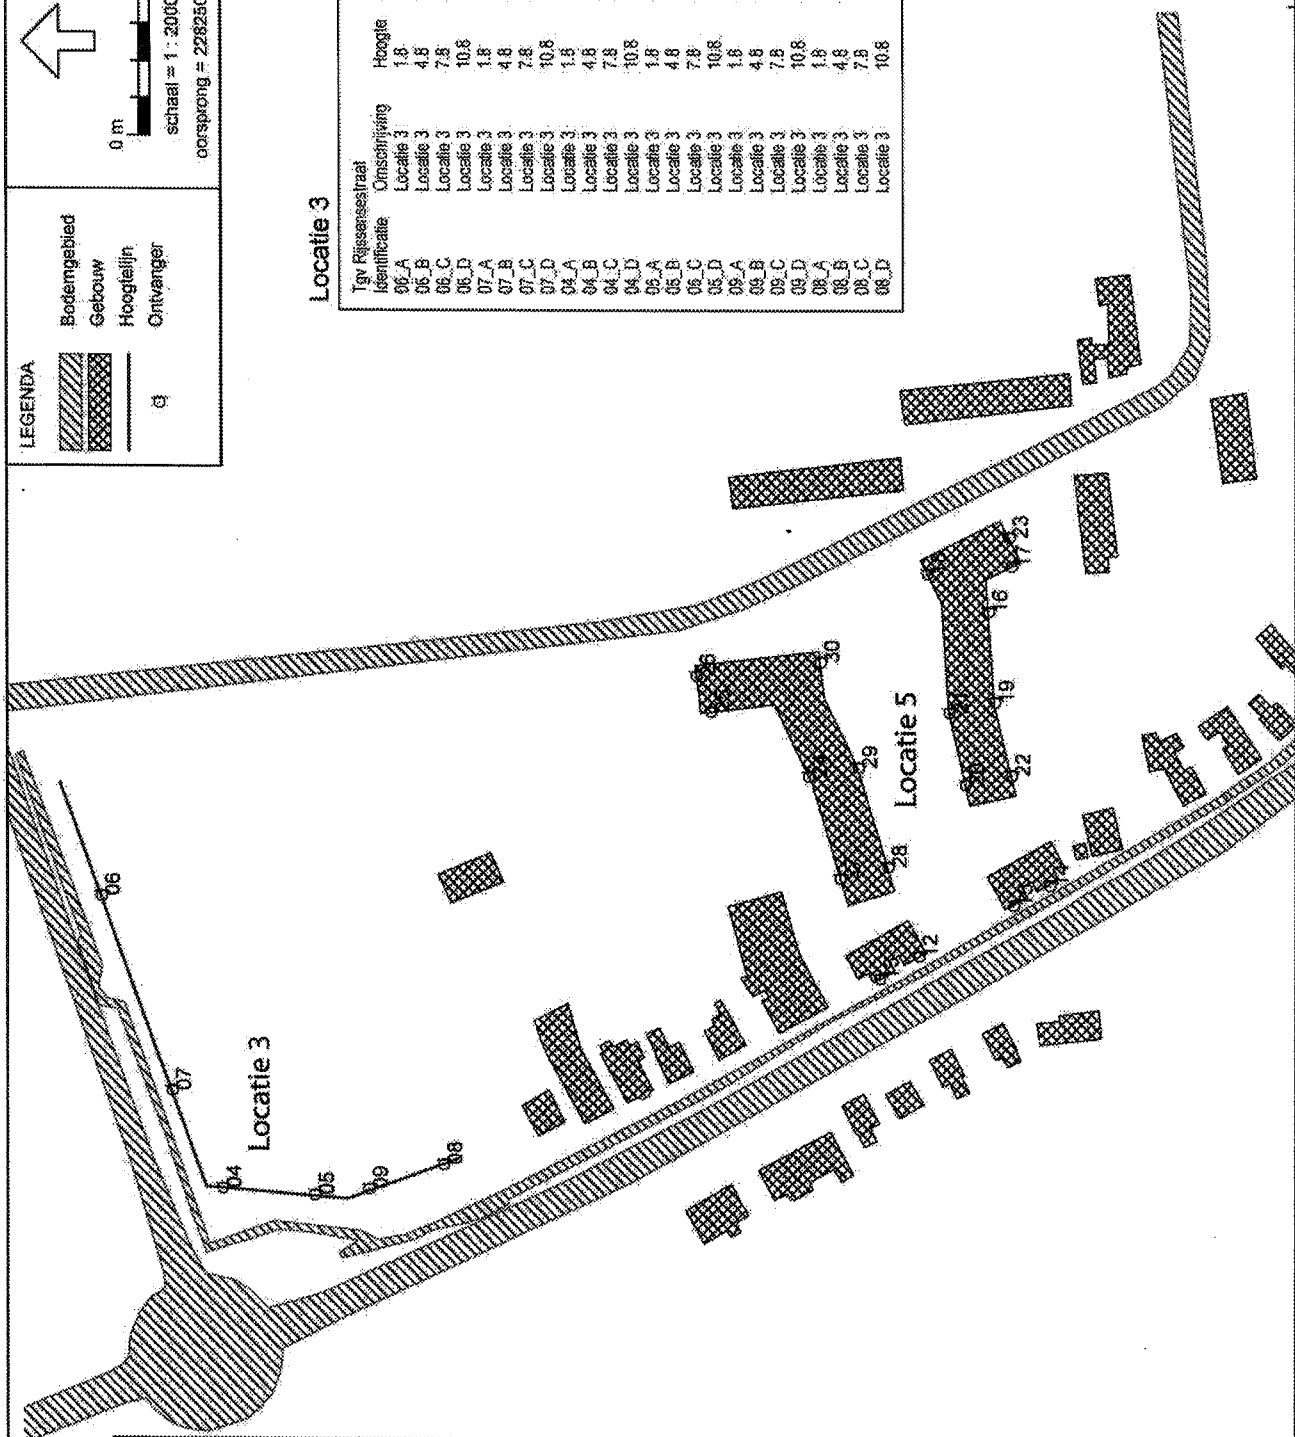 LEGENDA
Bodemgebied
Gebouw
Hoogtelijn
Ontvanger
0 m
schaal = 1 : 2000
oorsprong = 228250
Locatie 3
Tgv Rijssensestraat
Identificatie Omschrijving Hoogte
06_A Locatie 3 1.8
06_B Locatie 3 4.8
06_C Locatie 3 7.8
06_D Locatie 3 10.8
07_A Locatie 3 1.8
07_B Locatie 3 4.8
07_C Locatie 3 7.8
07_D Locatie 3 10.8
04_A Locatie 3 1.8
04_B Locatie 3 4.8
04_C Locatie 3 7.8
04_D Locatie 3 10.8
05_A Locatie 3 1.8
05_B Locatie 3 4.8
05_C Locatie 3 7.8
05_D Locatie 3 10.8
09_A Locatie 3 1.8
09_B Locatie 3 4.8
09_C Locatie 3 7.8
09_D Locatie 3 10.8
08_A Locatie 3 1.8
08_B Locatie 3 4.8
08_C Locatie 3 7.8
08_D Locatie 3 10.8
06
07
04
05
09
08
Locatie 3
30
29
28
Locatie 5
23
17
16
19
22
12